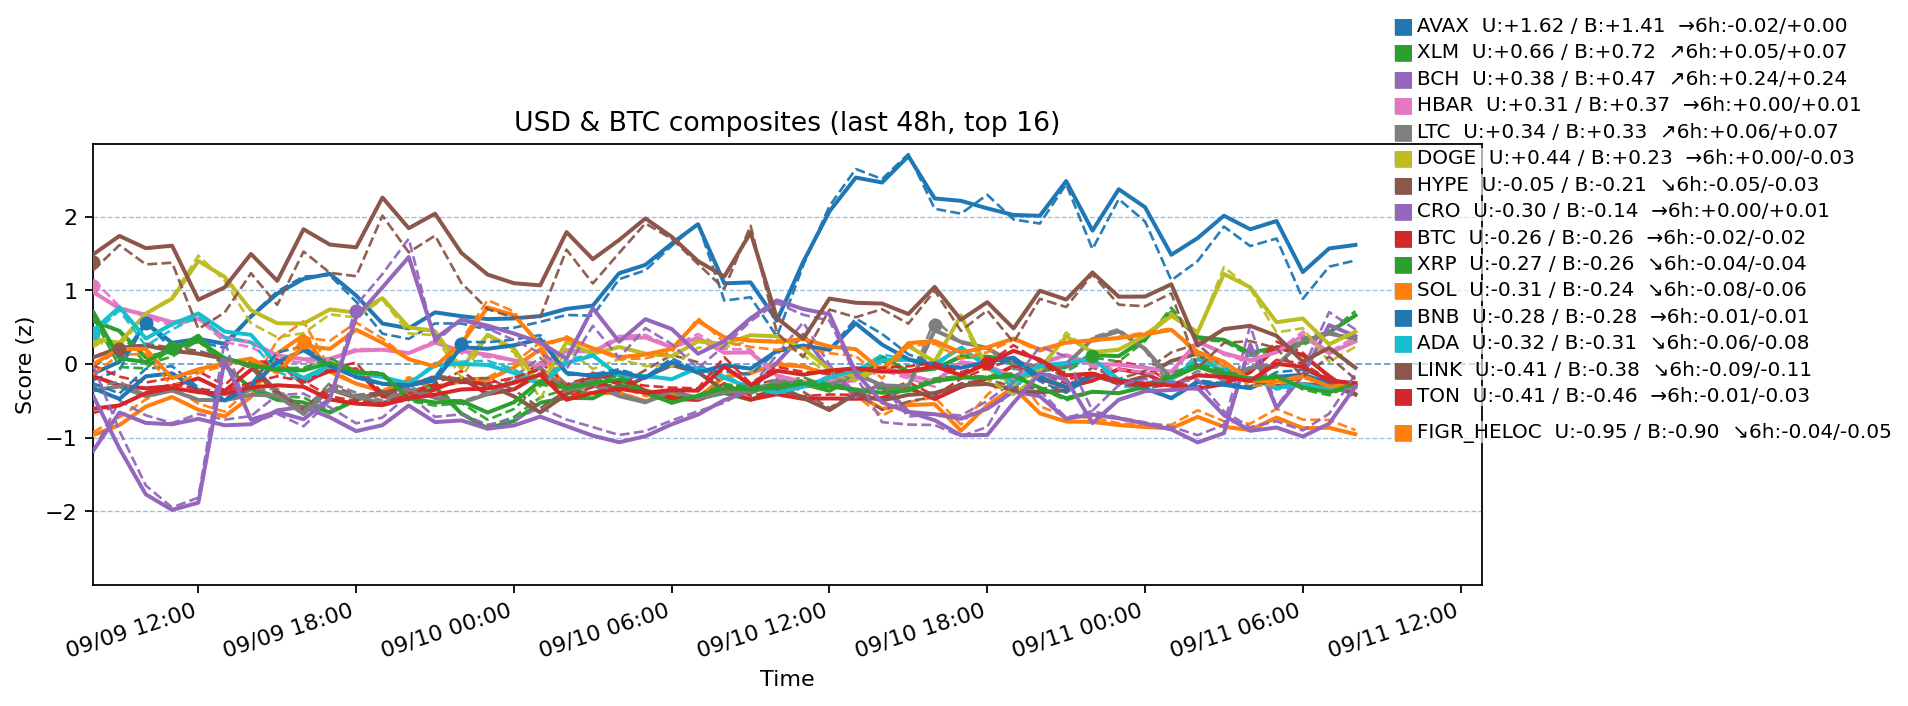 AVAX  U:+1.62 / B:+1.41  →6h:-0.02/+0.00
XLM  U:+0.66 / B:+0.72  ↗6h:+0.05/+0.07
BCH  U:+0.38 / B:+0.47  ↗6h:+0.24/+0.24
HBAR  U:+0.31 / B:+0.37  →6h:+0.00/+0.01
LTC  U:+0.34 / B:+0.33  ↗6h:+0.06/+0.07
DOGE  U:+0.44 / B:+0.23  →6h:+0.00/-0.03
HYPE  U:-0.05 / B:-0.21  ↘6h:-0.05/-0.03
CRO  U:-0.30 / B:-0.14  →6h:+0.00/+0.01
BTC  U:-0.26 / B:-0.26  →6h:-0.02/-0.02
XRP  U:-0.27 / B:-0.26  ↘6h:-0.04/-0.04
SOL  U:-0.31 / B:-0.24  ↘6h:-0.08/-0.06
BNB  U:-0.28 / B:-0.28  →6h:-0.01/-0.01
ADA  U:-0.32 / B:-0.31  ↘6h:-0.06/-0.08
LINK  U:-0.41 / B:-0.38  ↘6h:-0.09/-0.11
TON  U:-0.41 / B:-0.46  →6h:-0.01/-0.03
FIGR_HELOC  U:-0.95 / B:-0.90  ↘6h:-0.04/-0.05
USD & BTC composites (last 48h, top 16)
Score (z)
2
1
0
−1
−2
09/09 12:00
09/09 18:00
09/10 00:00
09/10 06:00
09/10 12:00
09/10 18:00
09/11 00:00
09/11 06:00
09/11 12:00
Time